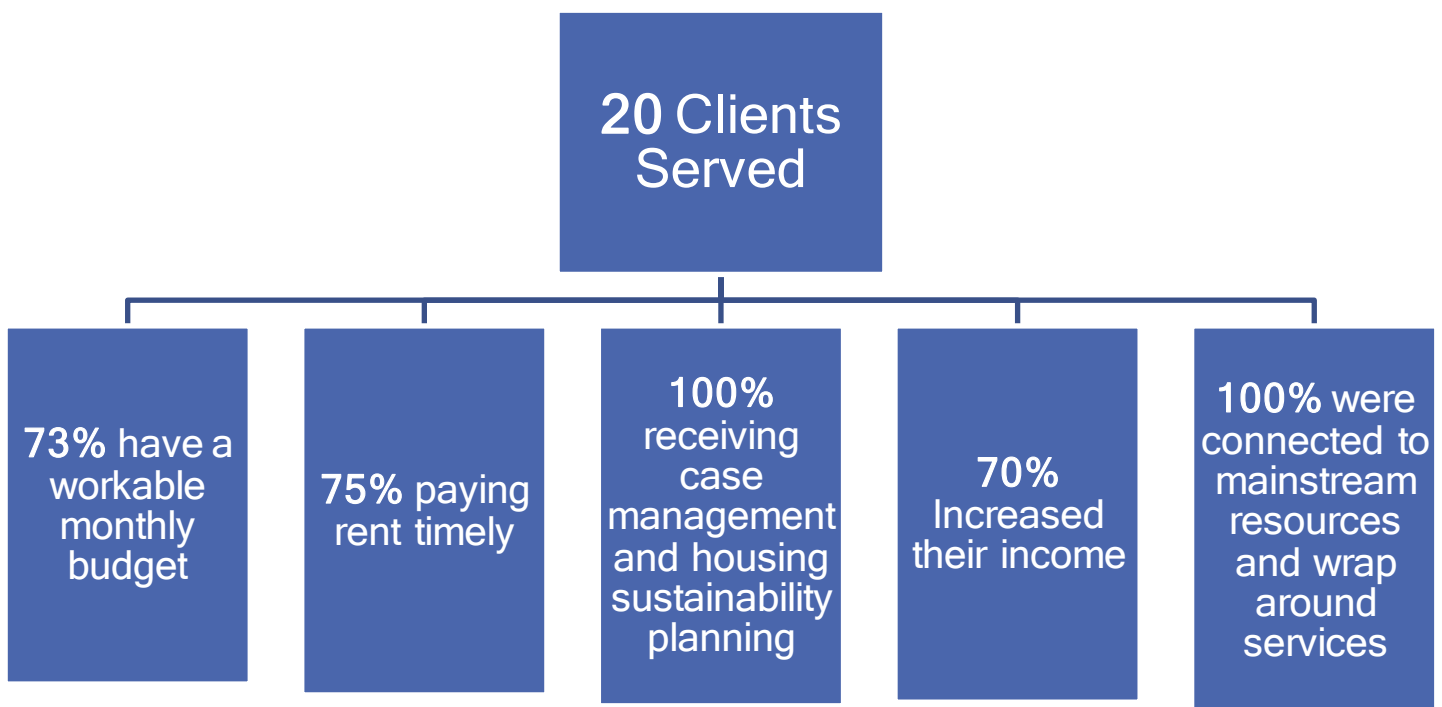 20 Clients
Served
73% have a
workable
monthly
budget
75% paying
rent timely
100%
receiving
case
management
and housing
sustainability
planning
70%
Increased
their income
100% were
connected to
mainstream
resources
and wrap
around
services